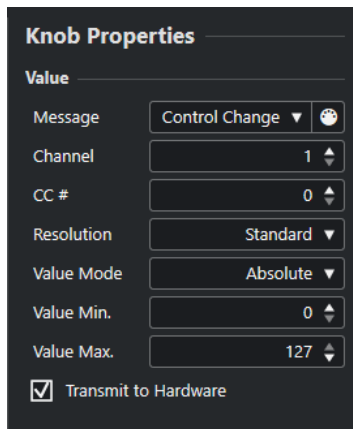 Knob Properties
Value
Message Control Change
Channel 1
CC # 0
Resolution Standard
Value Mode Absolute
Value Min. 0
Value Max. 127
Transmit to Hardware